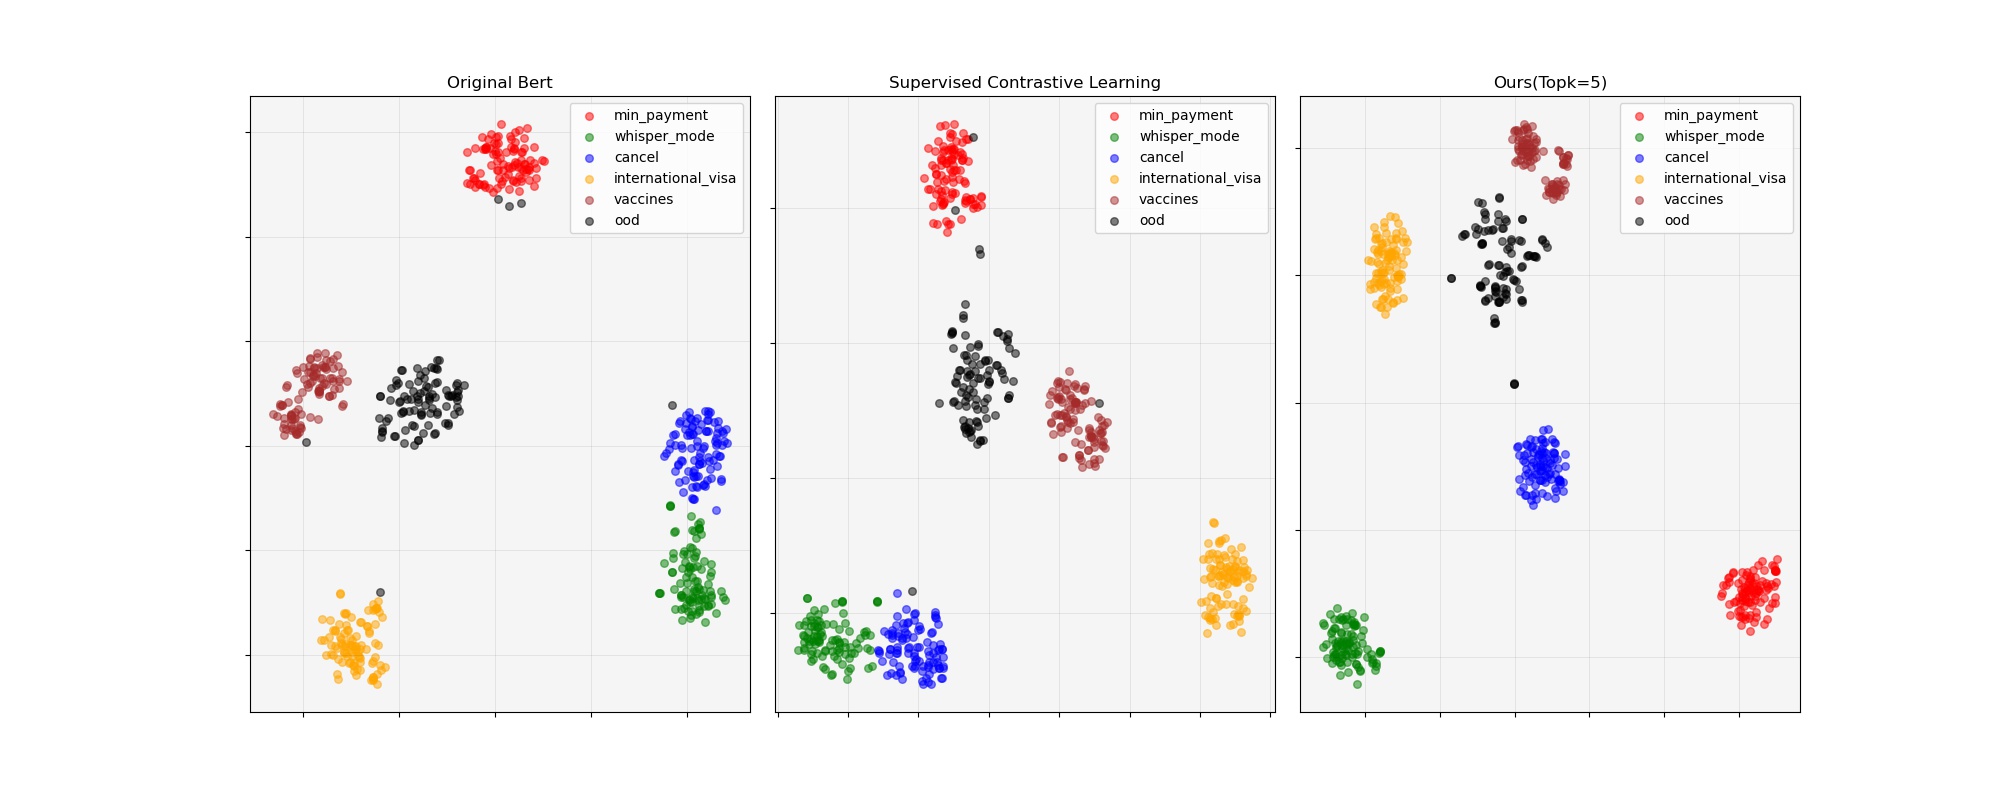 Original Bert
min_payment
whisper_mode
cancel
international_visa
vaccines
ood
Supervised Contrastive Learning
min_payment
whisper_mode
cancel
international_visa
vaccines
ood
Ours(Topk=5)
min_payment
whisper_mode
cancel
international_visa
vaccines
ood